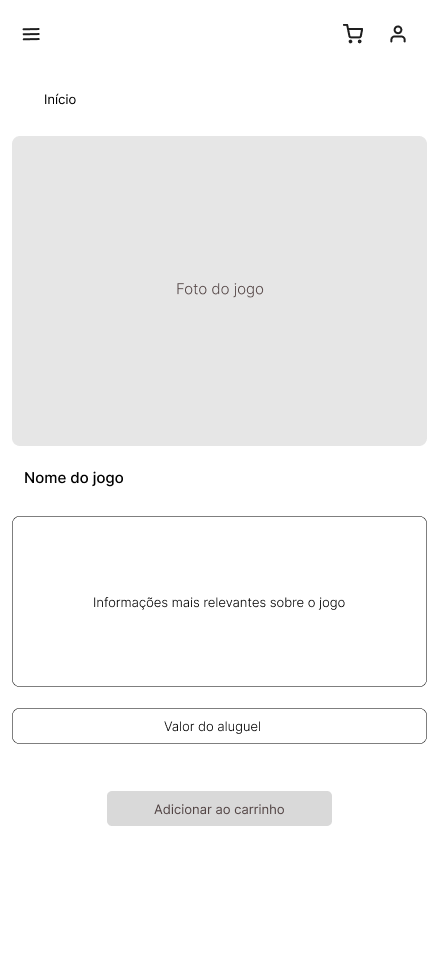 Início
Foto do jogo
Nome do jogo
Informações mais relevantes sobre o jogo
Valor do aluguel
Adicionar ao carrinho